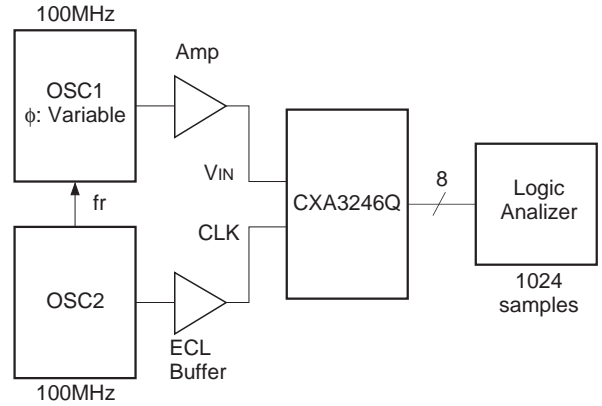 100MHz
OSC1
ϕ: Variable
Amp
VIN
fr
CLK
CXA3246Q
8
Logic
Analizer
1024
samples
OSC2
ECL
Buffer
100MHz